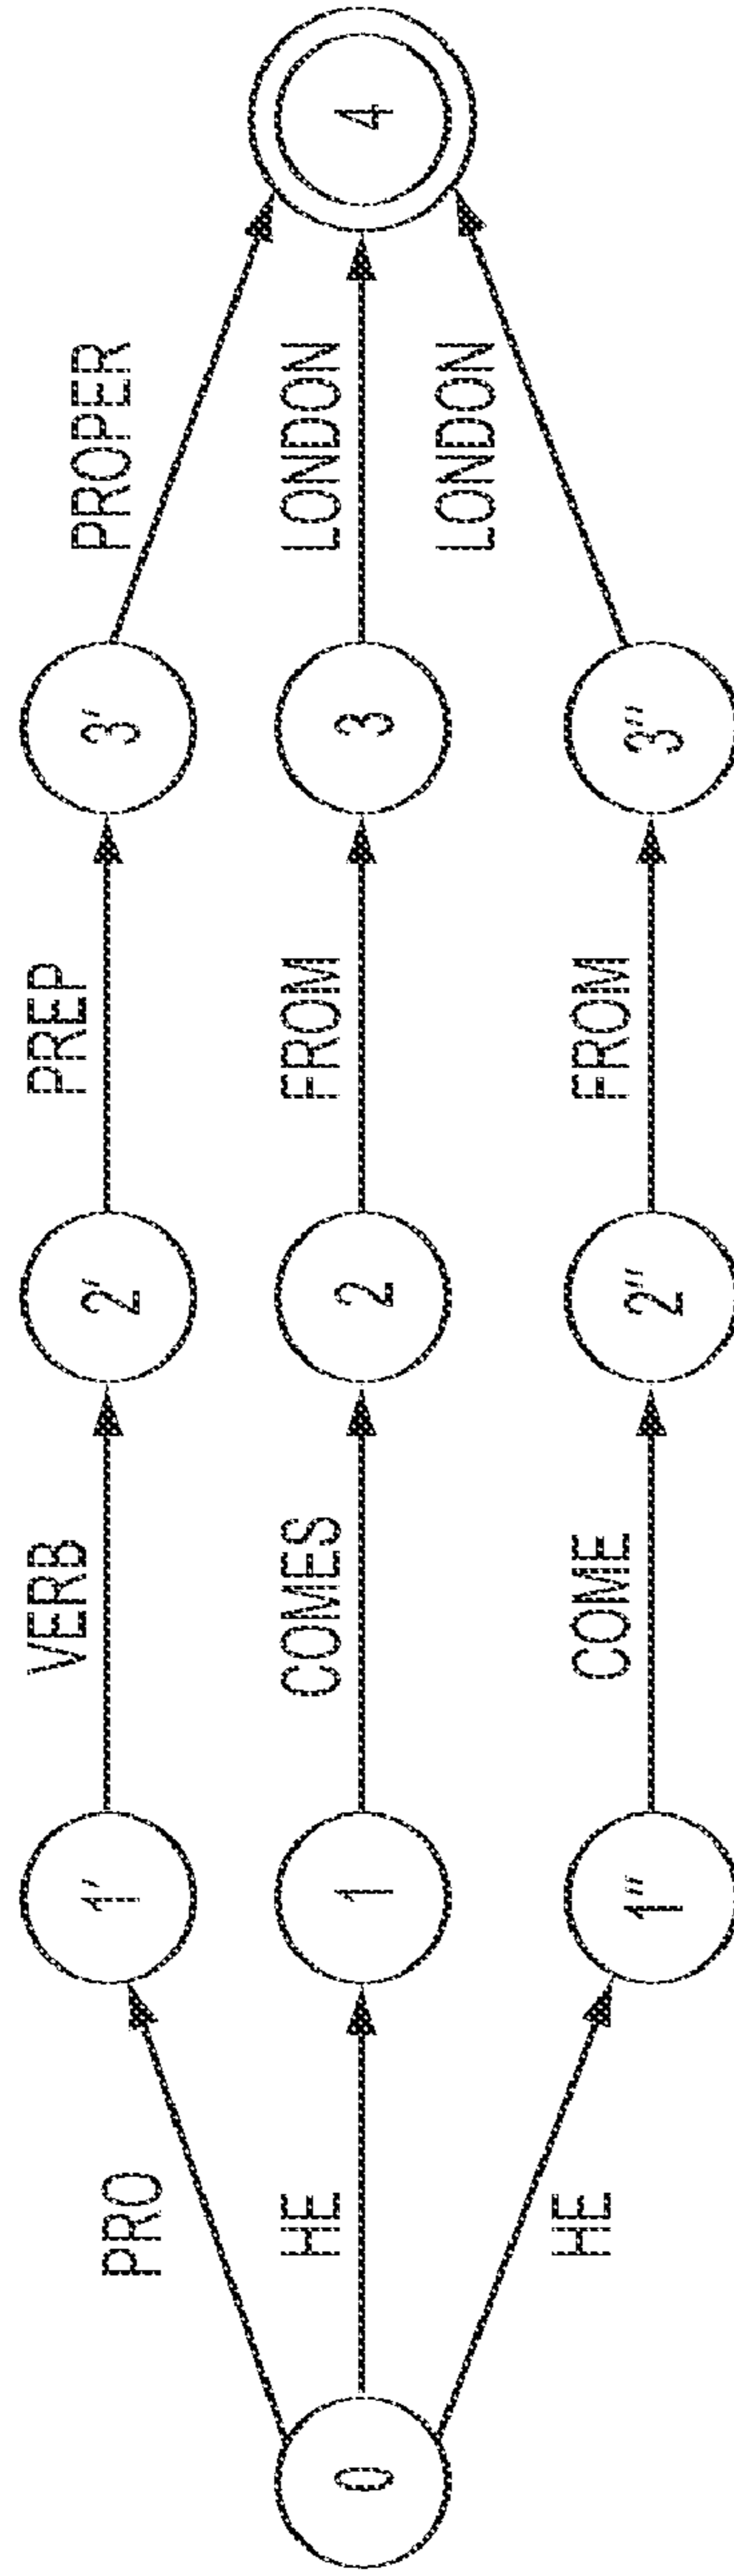 PRO VERB PREP PROPER
1′ 2′ 3′
HE COMES FROM LONDON
0 1 2 3 4
HE COME FROM LONDON
1″ 2″ 3″